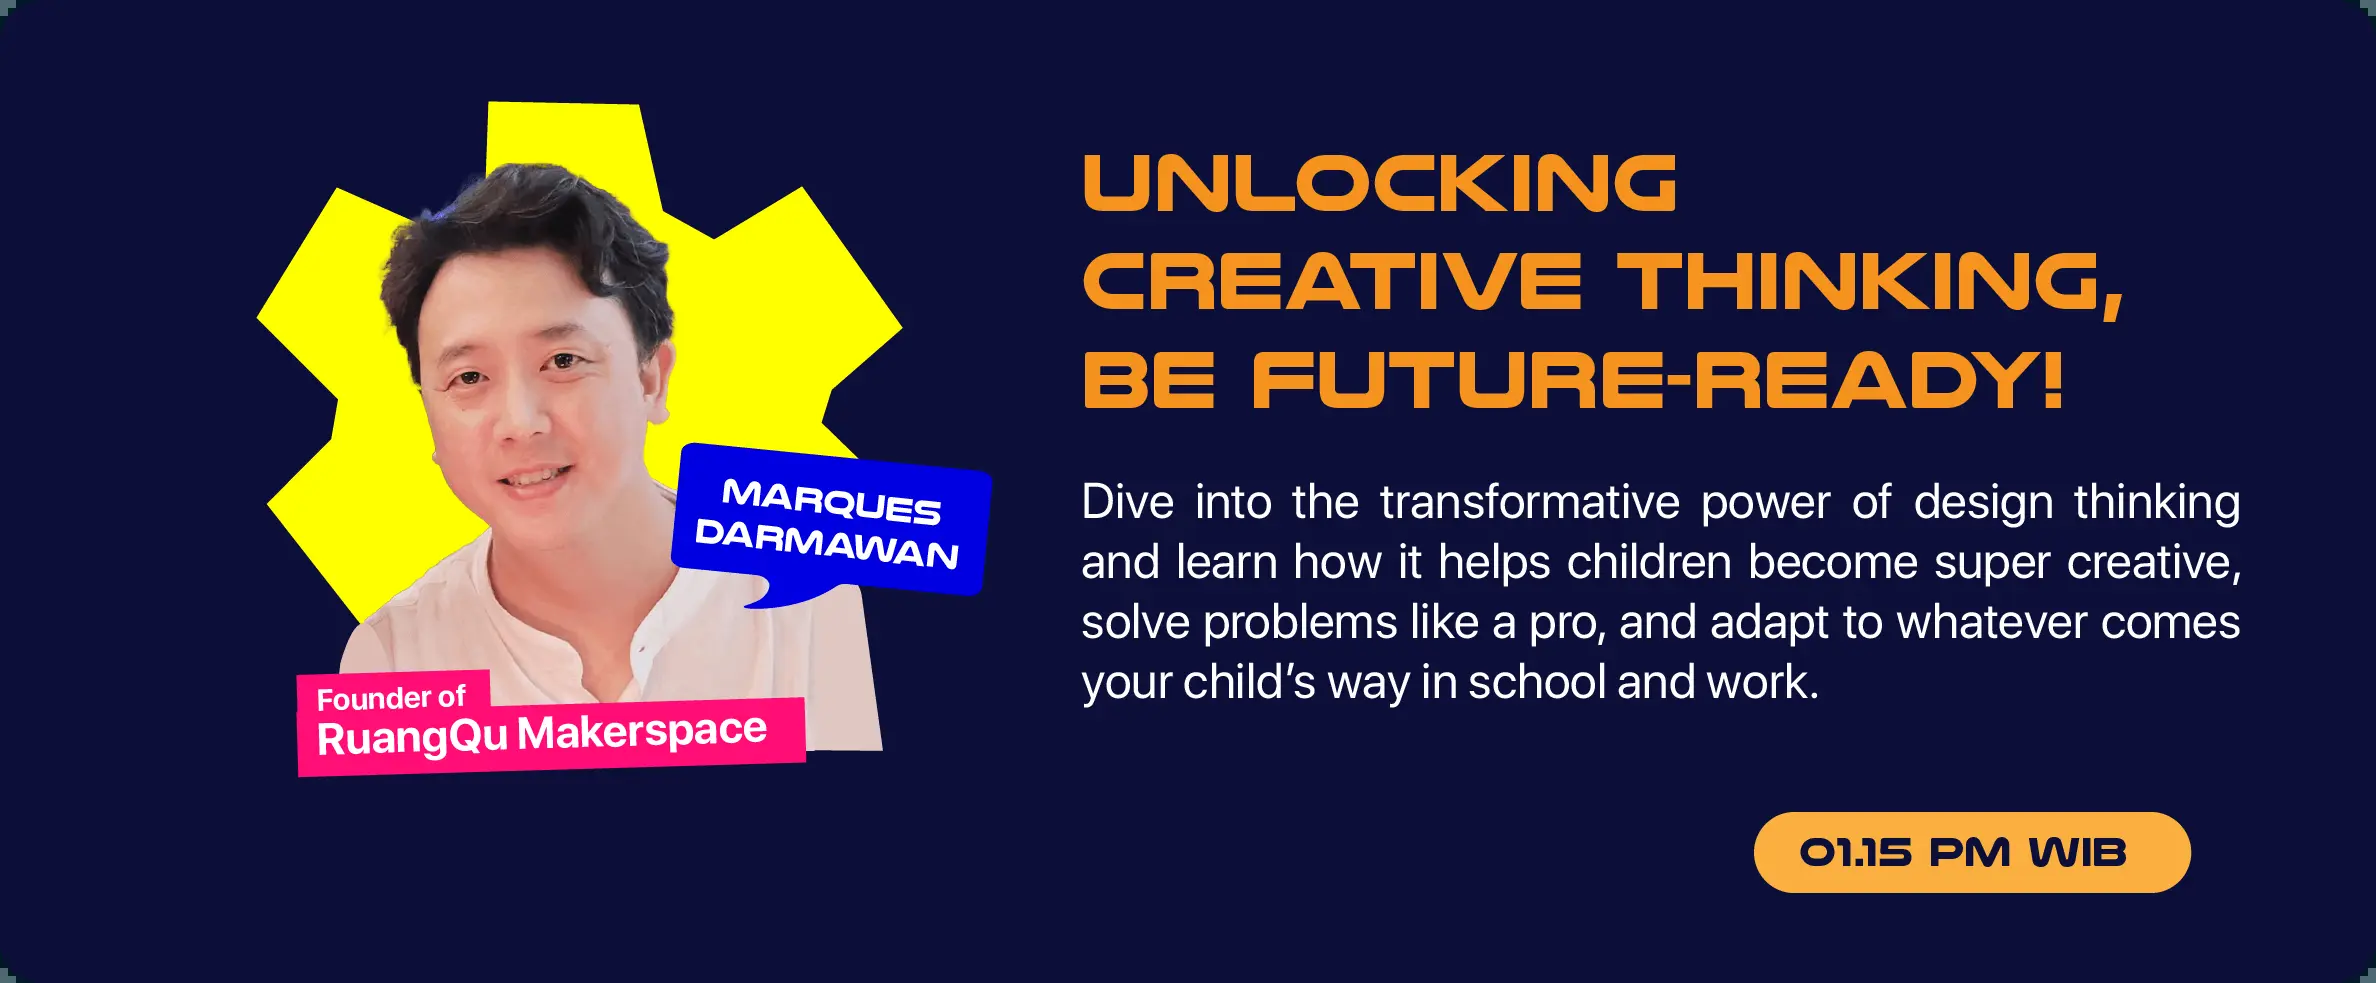 UNLOCKING
CREATIVE THINKING,
BE FUTURE-READY!
MARQUES
DARMAWAN
Founder of
RuangQu Makerspace
Dive into the transformative power of design thinking
and learn how it helps children become super creative,
solve problems like a pro, and adapt to whatever comes
your child’s way in school and work.
01.15 PM WIB